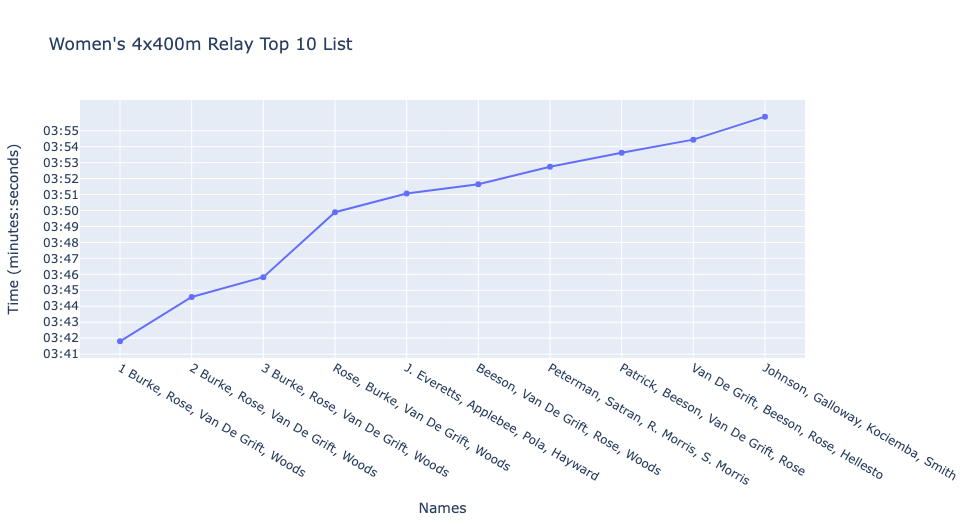 Women's 4x400m Relay Top 10 List
Time (minutes:seconds)
03:55
03:54
03:53
03:52
03:51
03:50
03:49
03:48
03:47
03:46
03:45
03:44
03:43
03:42
03:41
1 Burke, Rose, Van De Grift, Woods
2 Burke, Rose, Van De Grift, Woods
3 Burke, Rose, Van De Grift, Woods
Rose, Burke, Van De Grift, Woods
J. Everetts, Applebee, Pola, Hayward
Beeson, Van De Grift, Rose, Woods
Peterman, Satran, R. Morris, S. Morris
Patrick, Beeson, Van De Grift, Rose
Van De Grift, Beeson, Rose, Hellesto
Johnson, Galloway, Kociemba, Smith
Names